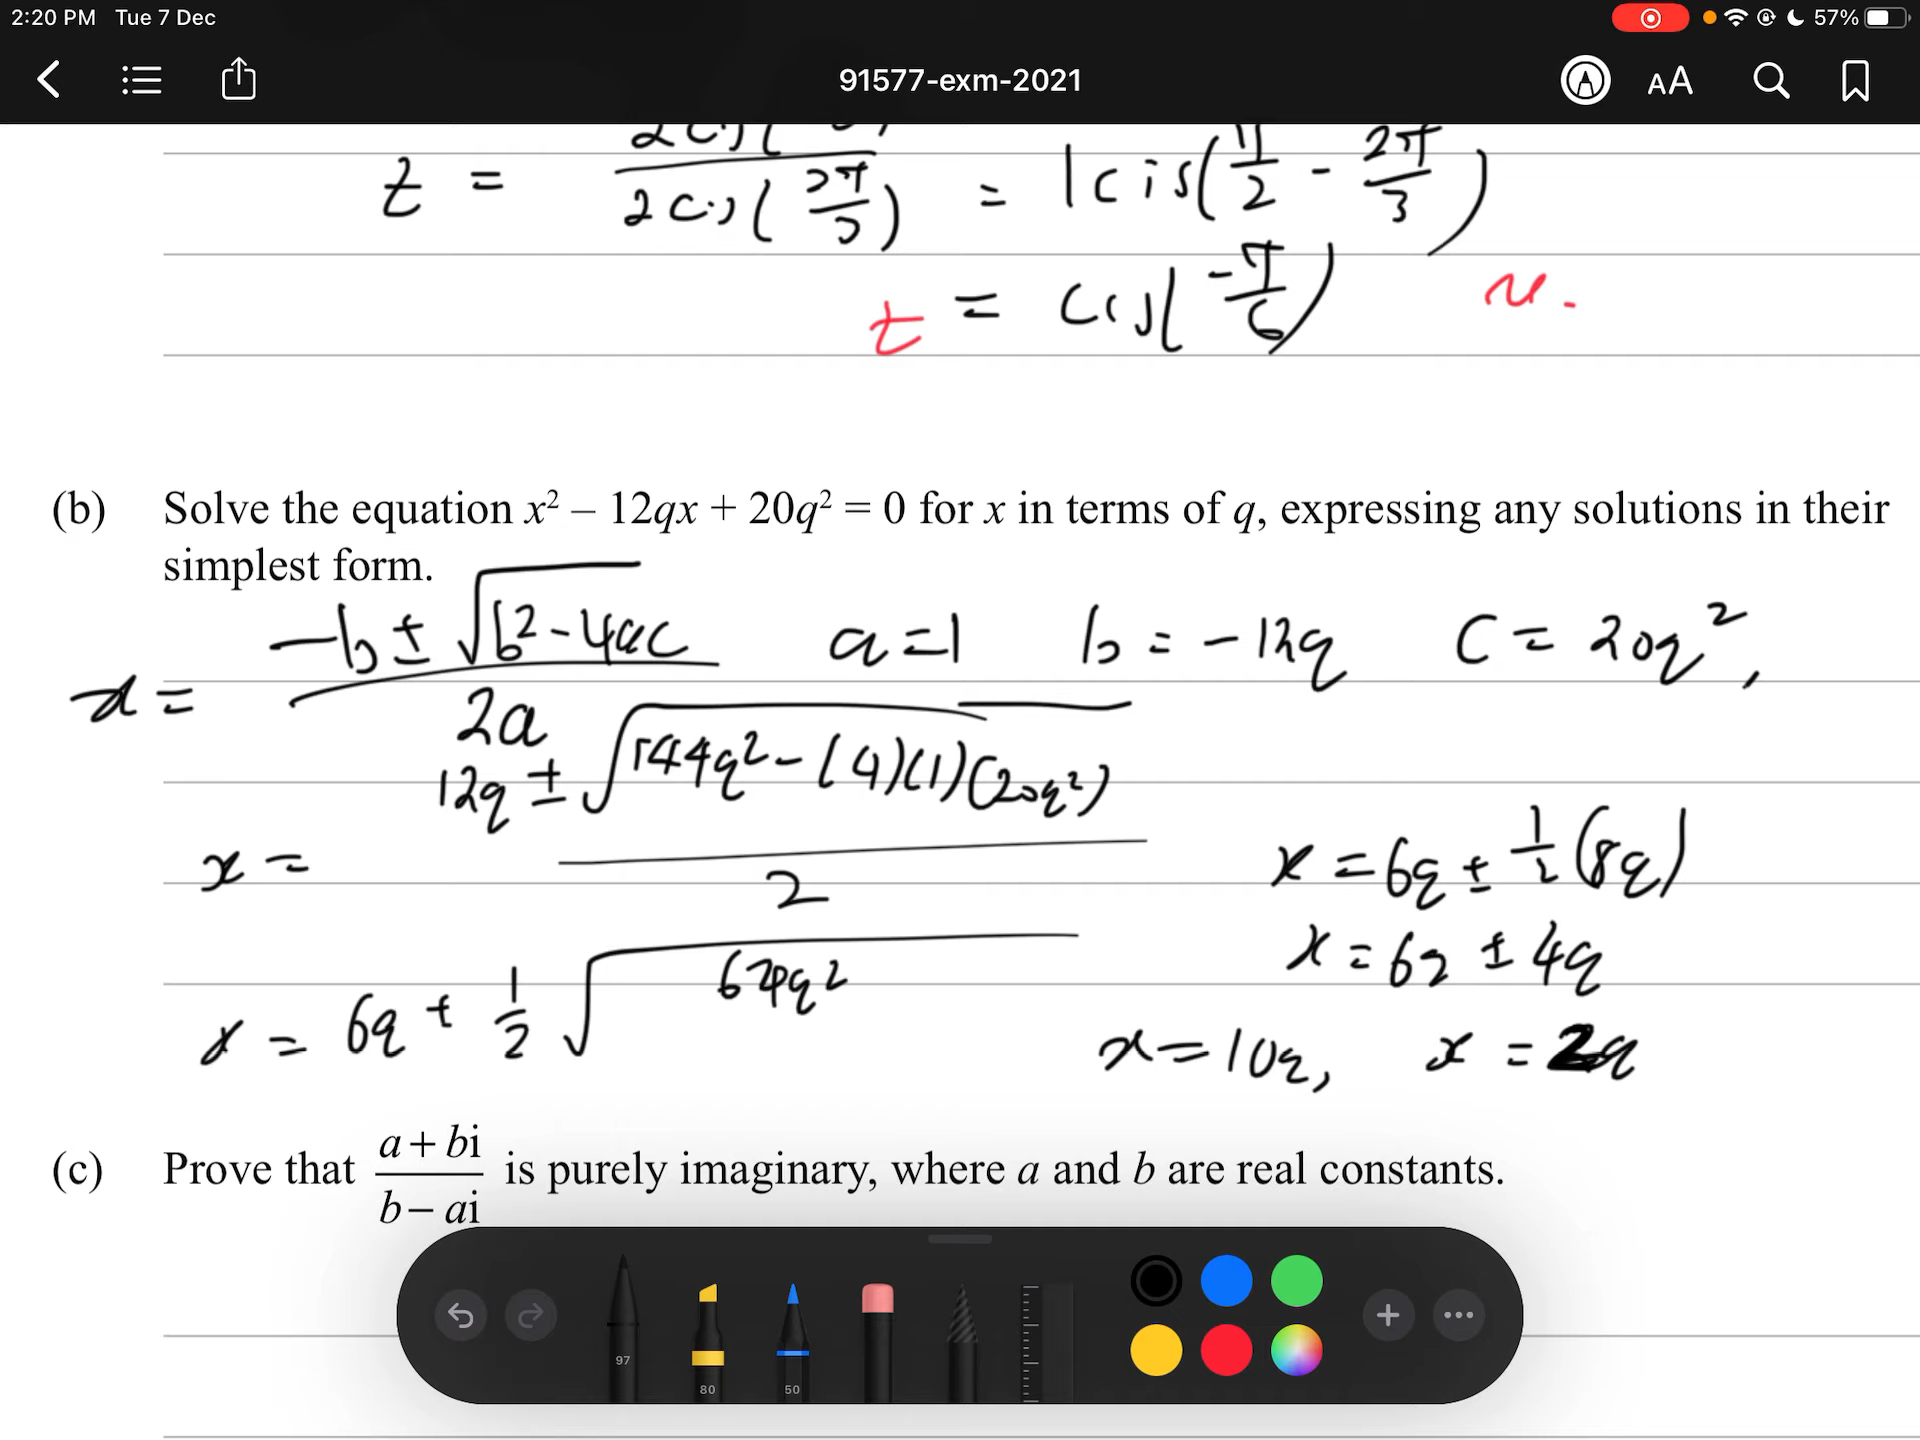 2:20 PM Tue 7 Dec 57%
91577-exm-2021 AA
z = 2cis( / 2cis(2π/3) = 1cis(π/2 - 2π/3)
z = cis(-π/6)
(b) Solve the equation x² – 12qx + 20q² = 0 for x in terms of q, expressing any solutions in their
simplest form.
x = (-b ± √(b²-4ac)) / 2a a=1 b = -12q C = 20q²,
x = (12q ± √(144q² - (4)(1)(20q²))) / 2
x = 6q ± 1/2 √(64q²)
x = 6q ± 1/2 (8q)
x = 6q ± 4q
x = 10q, x = 2q
(c) Prove that (a + bi)/(b – ai) is purely imaginary, where a and b are real constants.
97 80 50